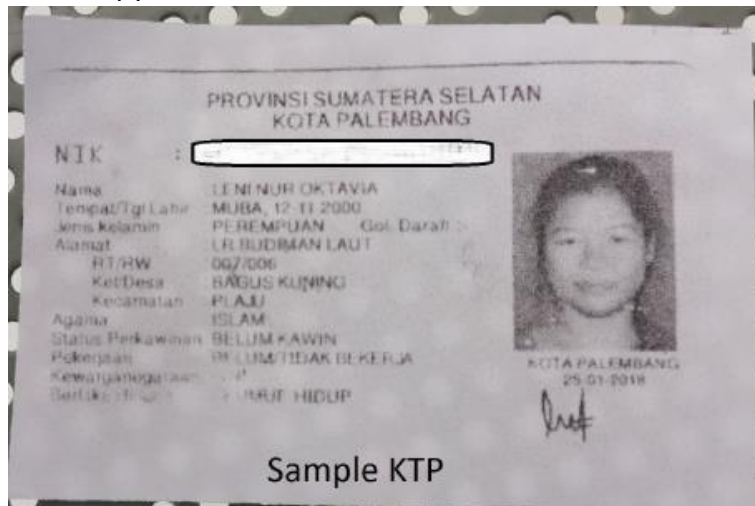 PROVINSI SUMATERA SELATAN
KOTA PALEMBANG
NIK :
Nama : LENI NUR OKTAVIA
Tempat/Tgl Lahir : MUBA, 12-11-2000
Jenis Kelamin : PEREMPUAN Gol. Darah : -
Alamat : LR.BUDIMAN LAUT
RT/RW : 007/006
Kel/Desa : BAGUS KUNING
Kecamatan : PLAJU
Agama : ISLAM
Status Perkawinan : BELUM KAWIN
Pekerjaan : BELUM/TIDAK BEKERJA
Kewarganegaraan
Berlaku HIDUP
KOTA PALEMBANG
25-01-2018
Sample KTP